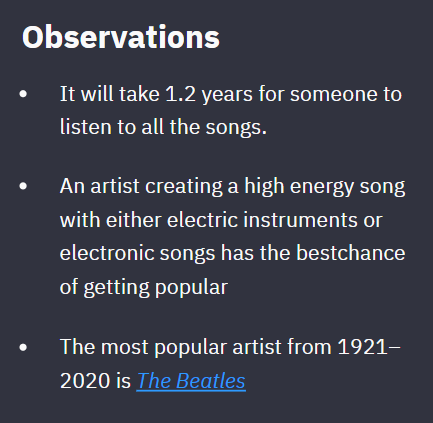 Observations
• It will take 1.2 years for someone to
listen to all the songs.
• An artist creating a high energy song
with either electric instruments or
electronic songs has the bestchance
of getting popular
• The most popular artist from 1921–
2020 is The Beatles